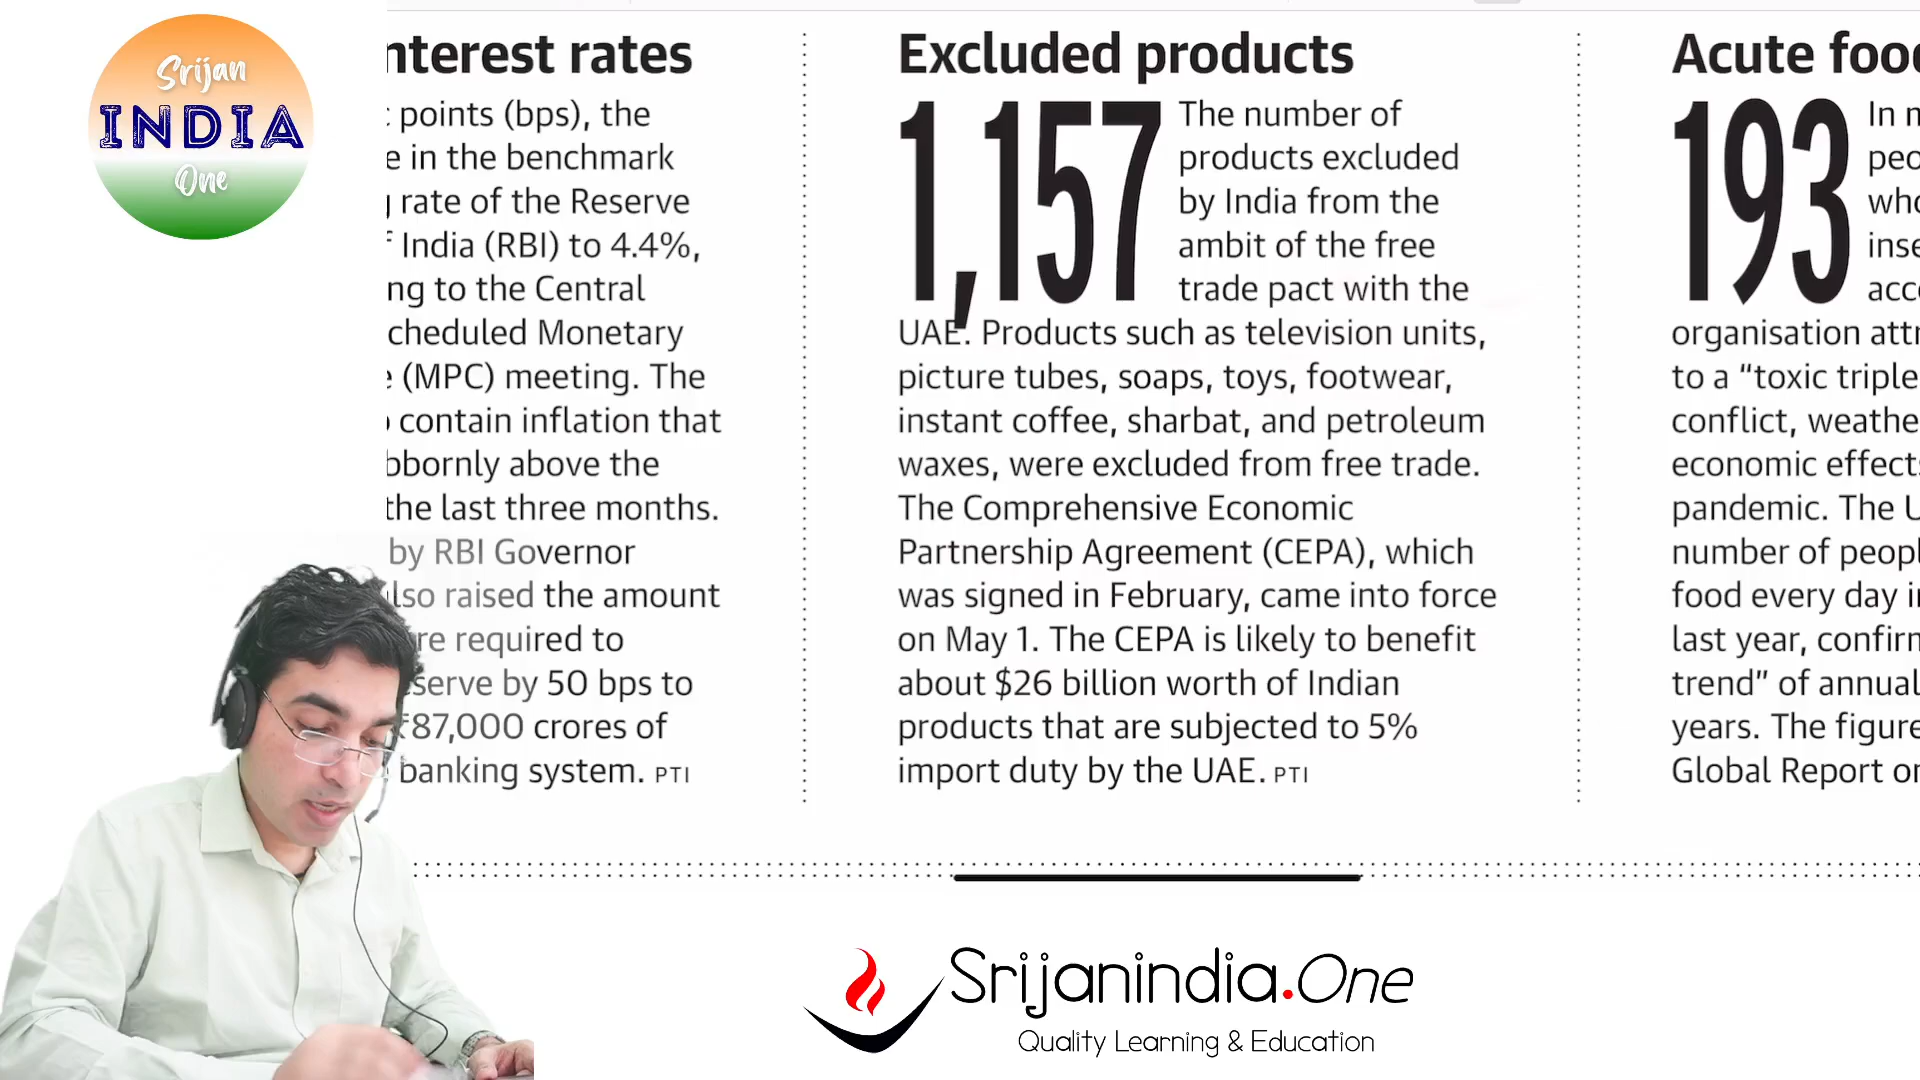 Srijan
INDIA
One
nterest rates
points (bps), the
e in the benchmark
rate of the Reserve
India (RBI) to 4.4%,
ng to the Central
cheduled Monetary
(MPC) meeting. The
contain inflation that
bbornly above the
the last three months.
by RBI Governor
lso raised the amount
re required to
serve by 50 bps to
₹87,000 crores of
banking system. PTI
Excluded products
1,157
The number of
products excluded
by India from the
ambit of the free
trade pact with the
UAE. Products such as television units,
picture tubes, soaps, toys, footwear,
instant coffee, sharbat, and petroleum
waxes, were excluded from free trade.
The Comprehensive Economic
Partnership Agreement (CEPA), which
was signed in February, came into force
on May 1. The CEPA is likely to benefit
about $26 billion worth of Indian
products that are subjected to 5%
import duty by the UAE. PTI
Acute foo
193
In m
peo
who
inse
acco
organisation attr
to a “toxic triple
conflict, weathe
economic effects
pandemic. The U
number of peopl
food every day i
last year, confirm
trend” of annual
years. The figure
Global Report o
Srijanindia.One
Quality Learning & Education